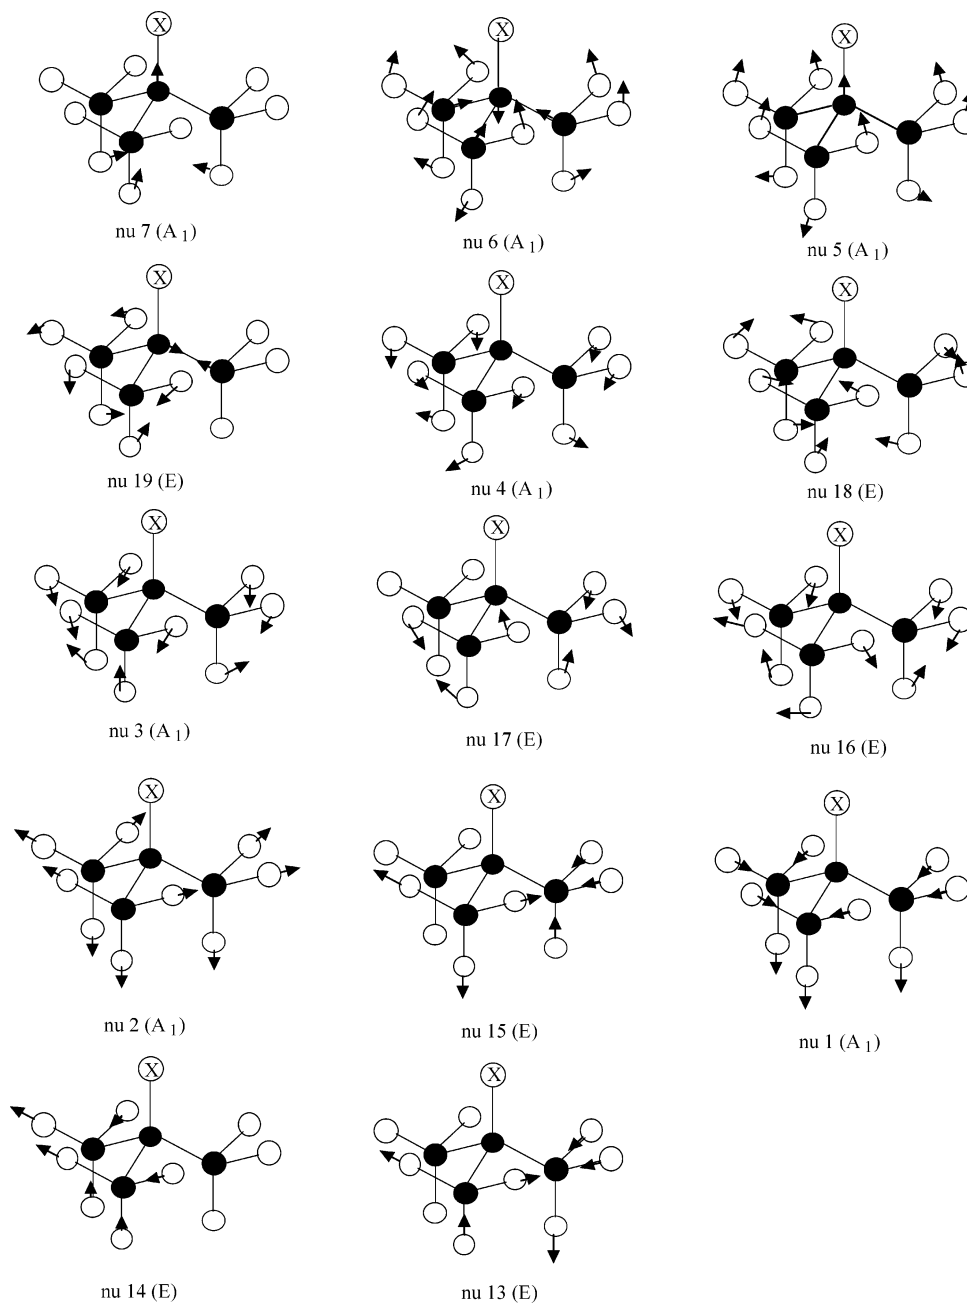 X X X
nu 7 (A 1) nu 6 (A 1) nu 5 (A 1)
X X X
nu 19 (E) nu 4 (A 1) nu 18 (E)
X X X
nu 3 (A 1) nu 17 (E) nu 16 (E)
X X X
nu 2 (A 1) nu 15 (E) nu 1 (A 1)
X X
nu 14 (E) nu 13 (E)